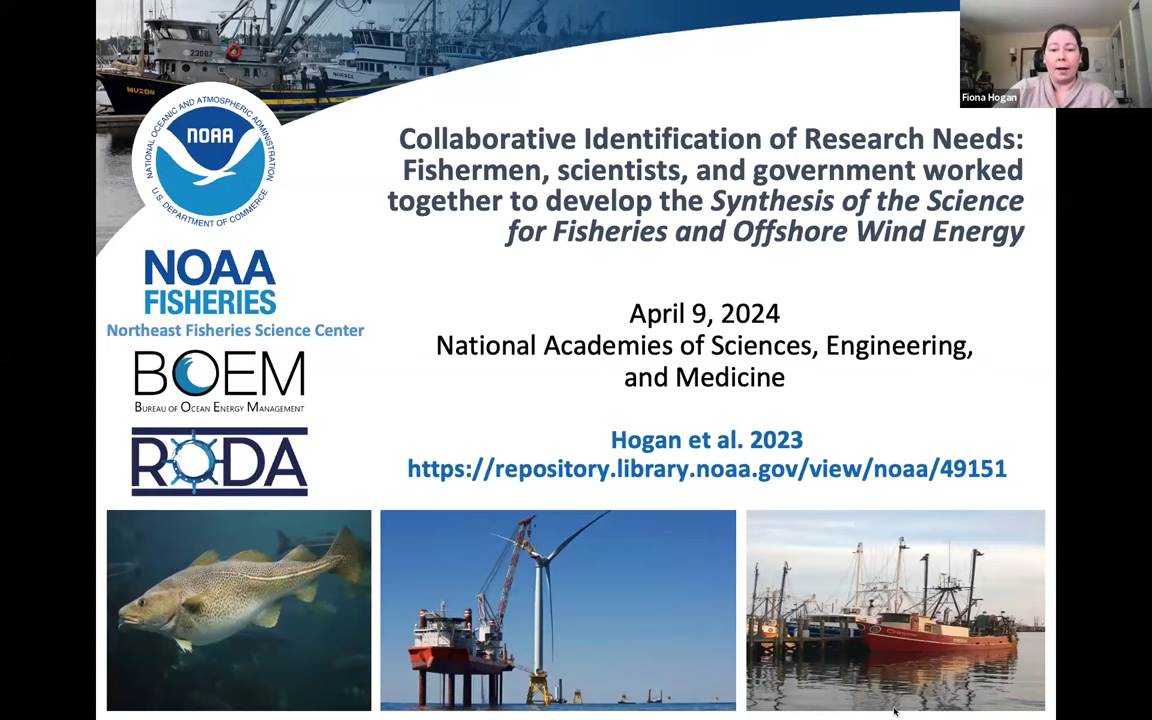 Fiona Hogan
23082
MUZON
NORSEL
NATIONAL OCEANIC AND ATMOSPHERIC ADMINISTRATION
NOAA
U.S. DEPARTMENT OF COMMERCE
Collaborative Identification of Research Needs:
Fishermen, scientists, and government worked
together to develop the Synthesis of the Science
for Fisheries and Offshore Wind Energy
NOAA
FISHERIES
Northeast Fisheries Science Center
BOEM
BUREAU OF OCEAN ENERGY MANAGEMENT
RODA
April 9, 2024
National Academies of Sciences, Engineering,
and Medicine
Hogan et al. 2023
https://repository.library.noaa.gov/view/noaa/49151